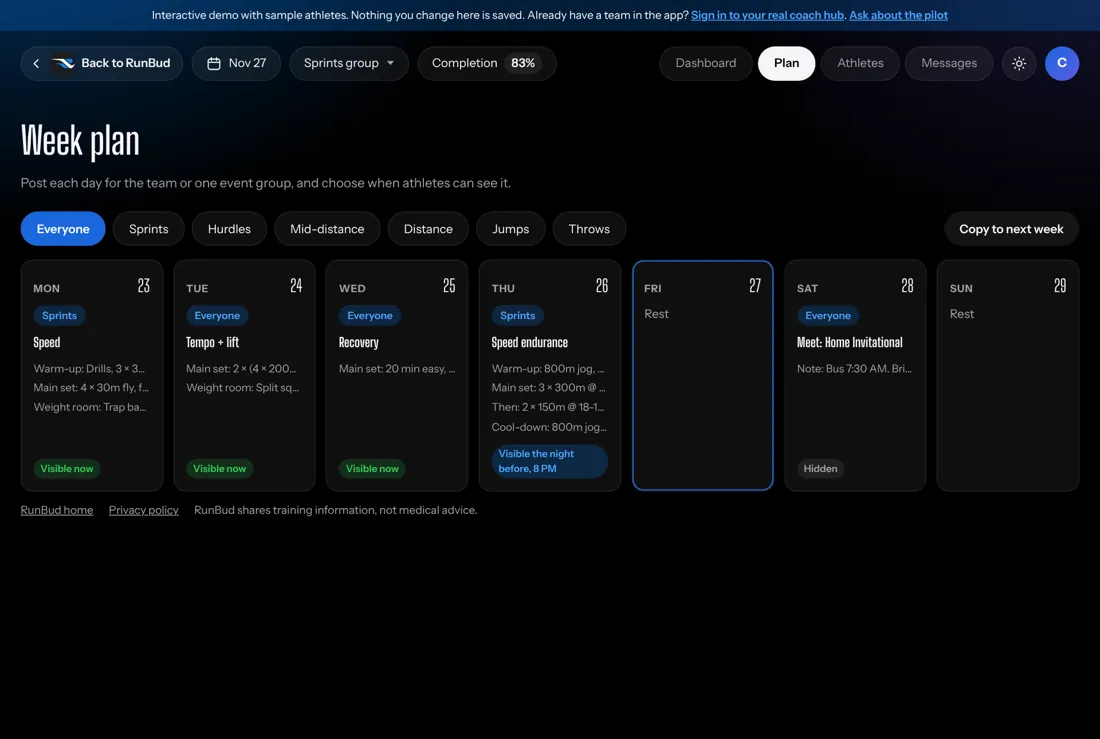 Interactive demo with sample athletes. Nothing you change here is saved. Already have a team in the app? Sign in to your real coach hub. Ask about the pilot
Back to RunBud
Nov 27
Sprints group
Completion 83%
Dashboard
Plan
Athletes
Messages
C
Week plan
Post each day for the team or one event group, and choose when athletes can see it.
Everyone
Sprints
Hurdles
Mid-distance
Distance
Jumps
Throws
Copy to next week
MON 23
Sprints
Speed
Warm-up: Drills, 3 × 3...
Main set: 4 × 30m fly, f...
Weight room: Trap ba...
Visible now
TUE 24
Everyone
Tempo + lift
Main set: 2 × (4 × 200...
Weight room: Split sq...
Visible now
WED 25
Everyone
Recovery
Main set: 20 min easy, ...
Visible now
THU 26
Sprints
Speed endurance
Warm-up: 800m jog, ...
Main set: 3 × 300m @ ...
Then: 2 × 150m @ 18-1...
Cool-down: 800m jog...
Visible the night
before, 8 PM
FRI 27
Rest
SAT 28
Everyone
Meet: Home Invitational
Note: Bus 7:30 AM. Bri...
Hidden
SUN 29
Rest
RunBud home
Privacy policy
RunBud shares training information, not medical advice.